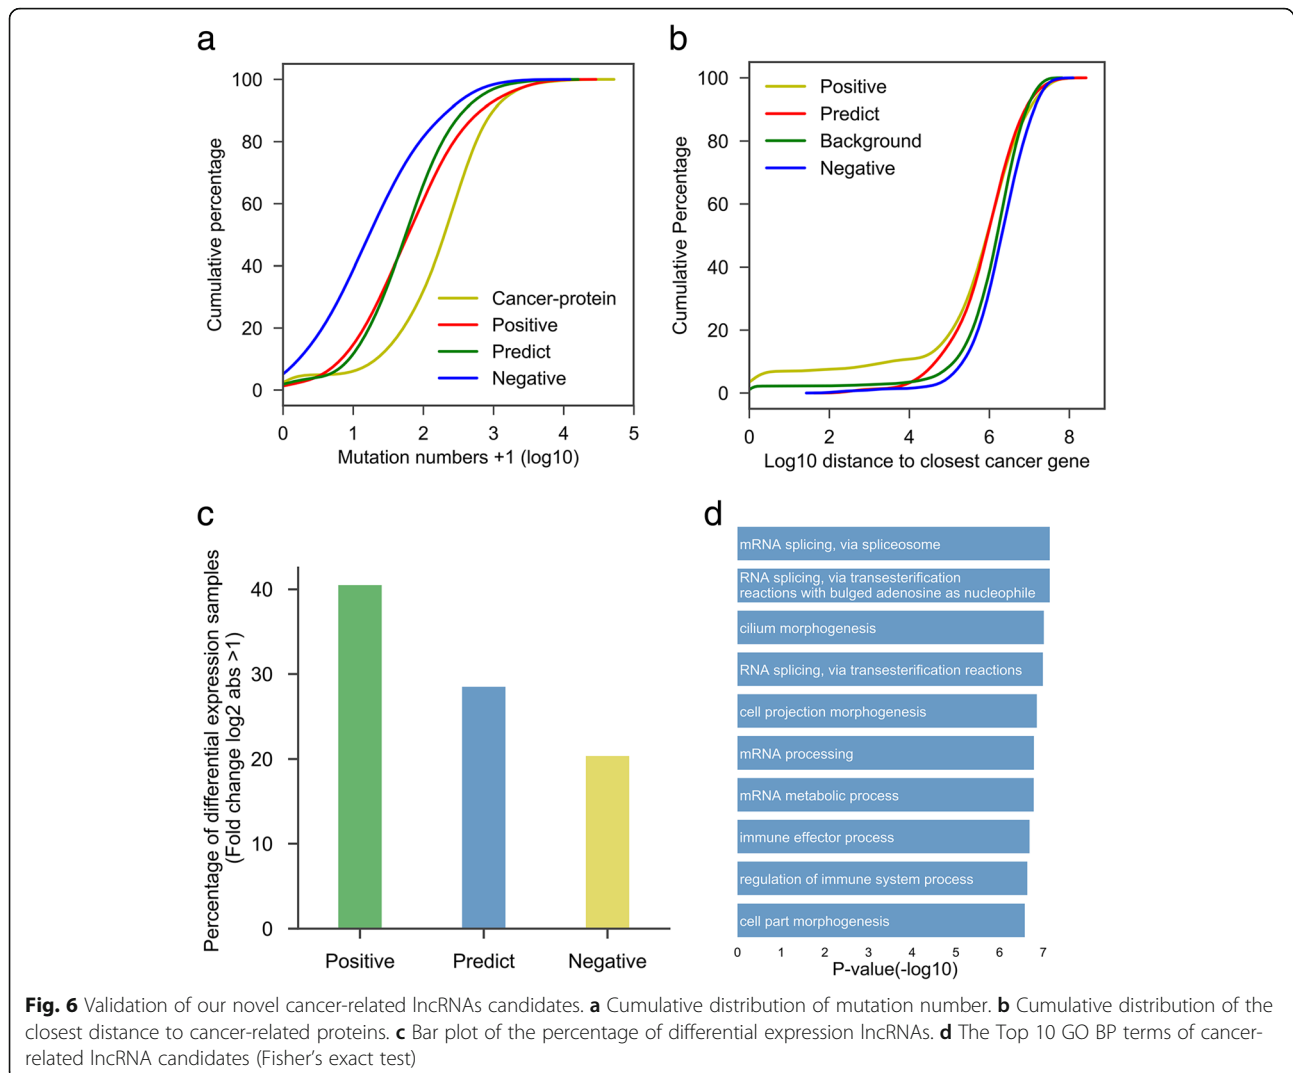 a
100
80
60
40
20
0
Cumulative percentage
Cancer-protein
Positive
Predict
Negative
0 1 2 3 4 5
Mutation numbers +1 (log10)
b
100
80
60
40
20
0
Cumulative Percentage
Positive
Predict
Background
Negative
0 2 4 6 8
Log10 distance to closest cancer gene
c
Percentage of differential expression samples
(Fold change log2 abs >1)
40
30
20
10
0
Positive Predict Negative
d
mRNA splicing, via spliceosome
RNA splicing, via transesterification
reactions with bulged adenosine as nucleophile
cilium morphogenesis
RNA splicing, via transesterification reactions
cell projection morphogenesis
mRNA processing
mRNA metabolic process
immune effector process
regulation of immune system process
cell part morphogenesis
0 1 2 3 4 5 6 7
P-value(-log10)
Fig. 6 Validation of our novel cancer-related lncRNAs candidates. a Cumulative distribution of mutation number. b Cumulative distribution of the
closest distance to cancer-related proteins. c Bar plot of the percentage of differential expression lncRNAs. d The Top 10 GO BP terms of cancer-
related lncRNA candidates (Fisher's exact test)